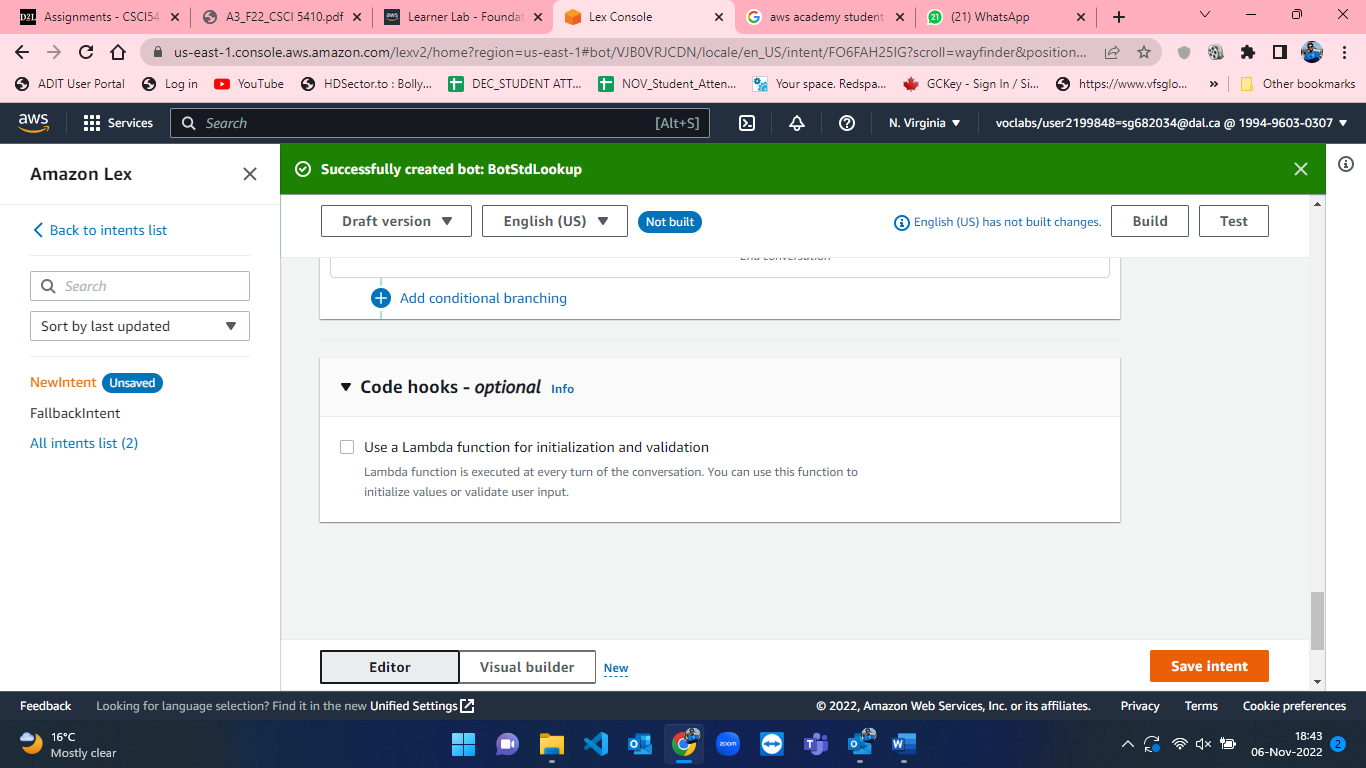 D2L Assignments - CSCI54
A3_F22_CSCI 5410.pdf
aws Learner Lab - Foundat
Lex Console
G aws academy student
21 (21) WhatsApp
us-east-1.console.aws.amazon.com/lexv2/home?region=us-east-1#bot/VJB0VRJCDN/locale/en_US/intent/FO6FAH25IG?scroll=wayfinder&position...
ADIT User Portal
Log in
YouTube
HDSector.to : Bolly...
DEC_STUDENT ATT...
NOV_Student_Atten...
Your space. Redspa...
GCKey - Sign In / Si...
https://www.vfsglo...
»
Other bookmarks
aws
Services
Search
[Alt+S]
N. Virginia
voclabs/user2199848=sg682034@dal.ca @ 1994-9603-0307
Amazon Lex
Successfully created bot: BotStdLookup
Back to intents list
Draft version
English (US)
Not built
English (US) has not built changes.
Build
Test
Search
Sort by last updated
NewIntent Unsaved
FallbackIntent
All intents list (2)
End conversation
Add conditional branching
Code hooks - optional Info
Use a Lambda function for initialization and validation
Lambda function is executed at every turn of the conversation. You can use this function to
initialize values or validate user input.
Editor
Visual builder
New
Save intent
Feedback
Looking for language selection? Find it in the new Unified Settings
© 2022, Amazon Web Services, Inc. or its affiliates.
Privacy
Terms
Cookie preferences
16°C
Mostly clear
zoom
18:43
06-Nov-2022
2